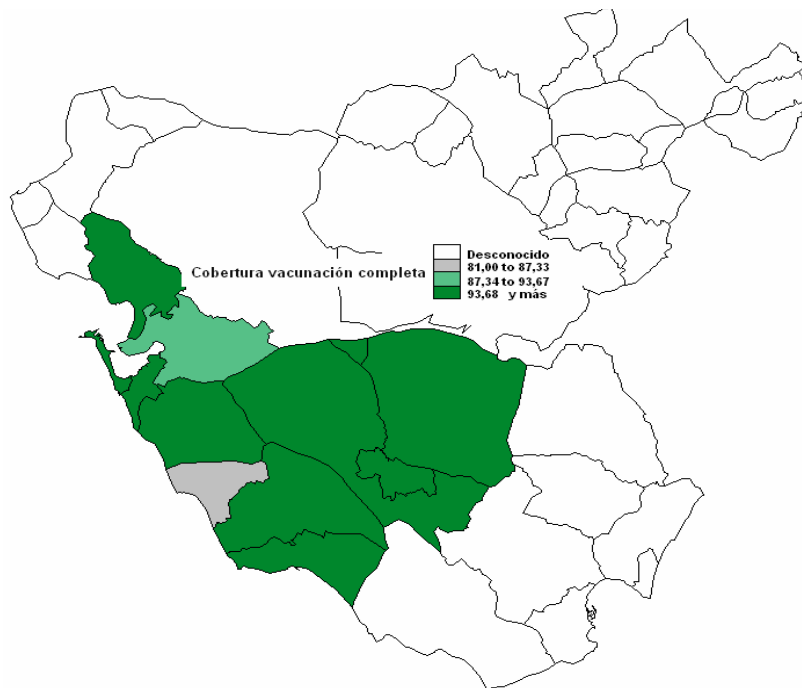 Cobertura vacunación completa
Desconocido
81,00 to 87,33
87,34 to 93,67
93,68 y más